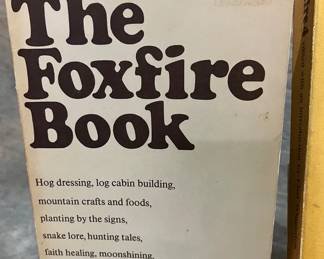 The
Foxfire
Book
Hog dressing, log cabin building,
mountain crafts and foods,
planting by the signs,
snake lore, hunting tales,
faith healing, moonshining,